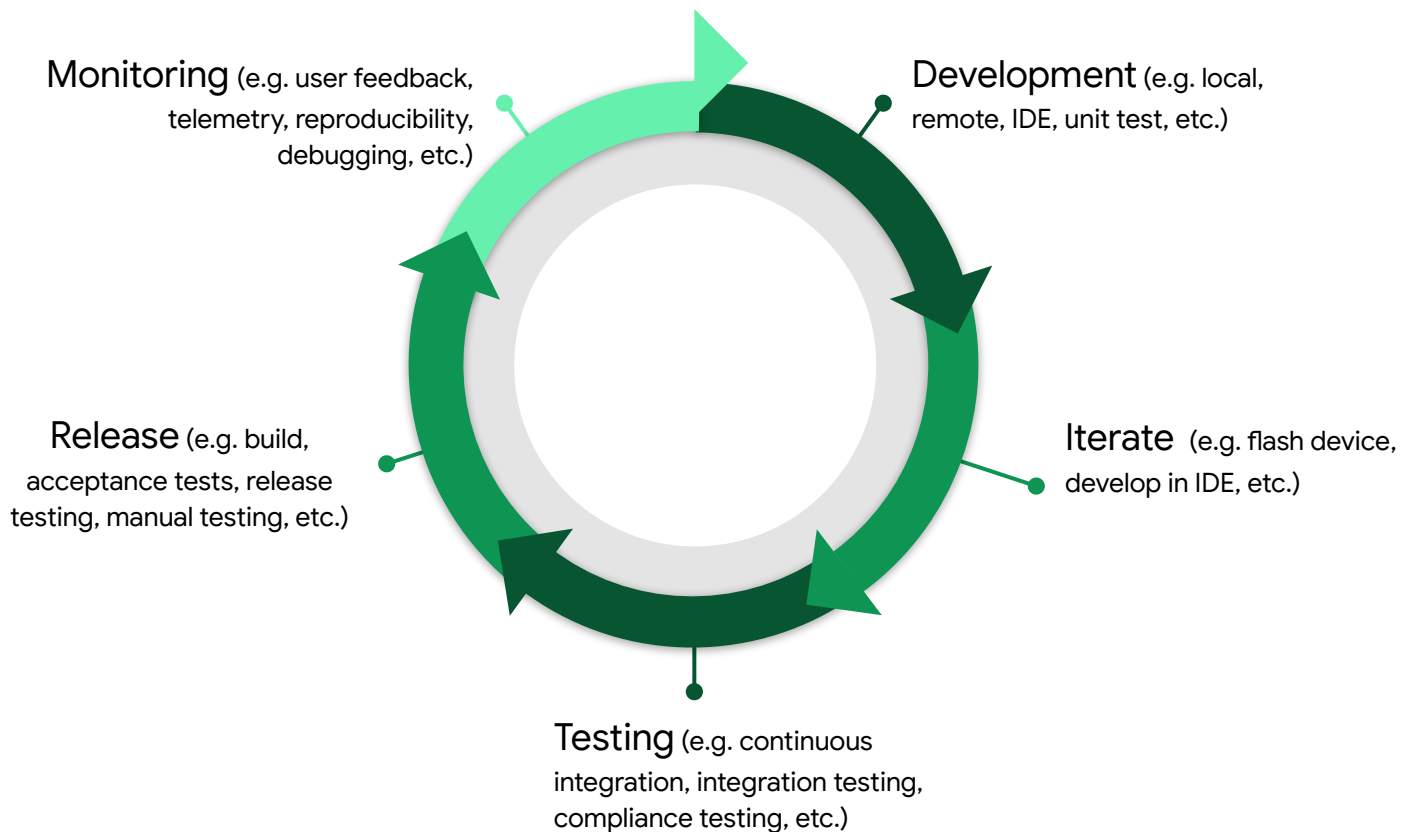 Monitoring (e.g. user feedback,
telemetry, reproducibility,
debugging, etc.)
Development (e.g. local,
remote, IDE, unit test, etc.)
Release (e.g. build,
acceptance tests, release
testing, manual testing, etc.)
Iterate (e.g. flash device,
develop in IDE, etc.)
Testing (e.g. continuous
integration, integration testing,
compliance testing, etc.)